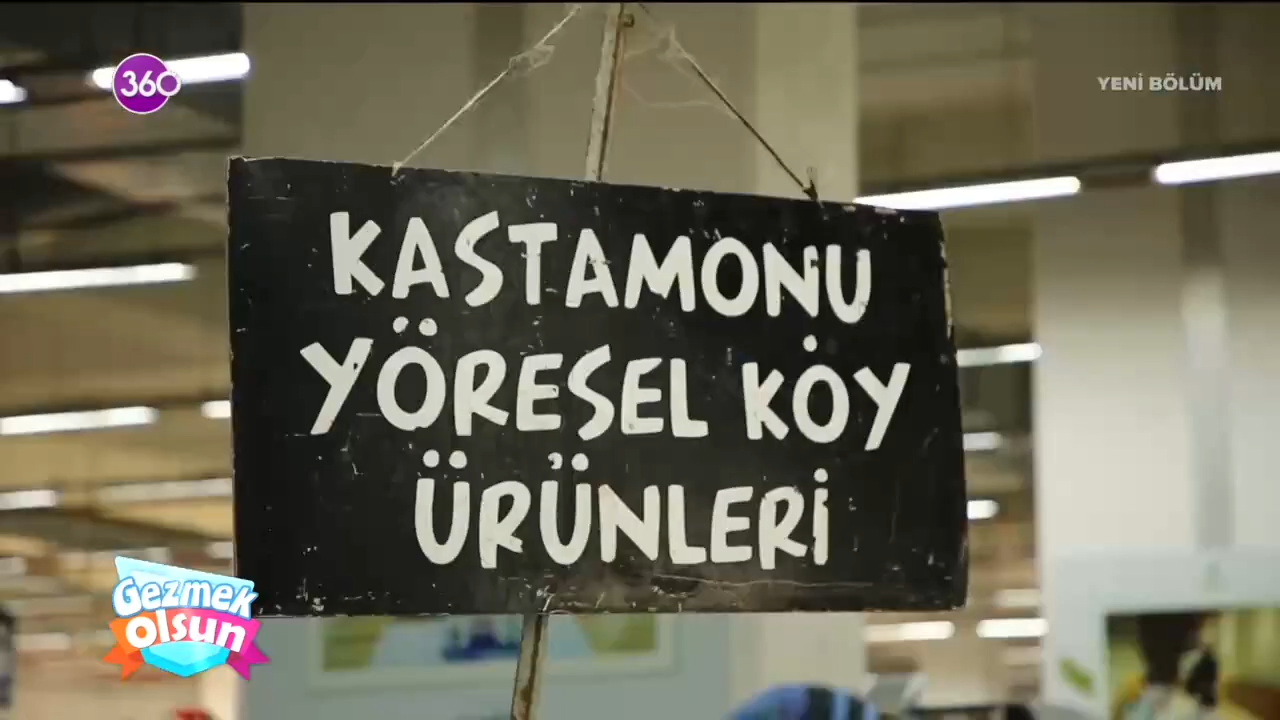 360
YENİ BÖLÜM
KASTAMONU
YÖRESEL KÖY
ÜRÜNLERİ
Gezmek
olsun